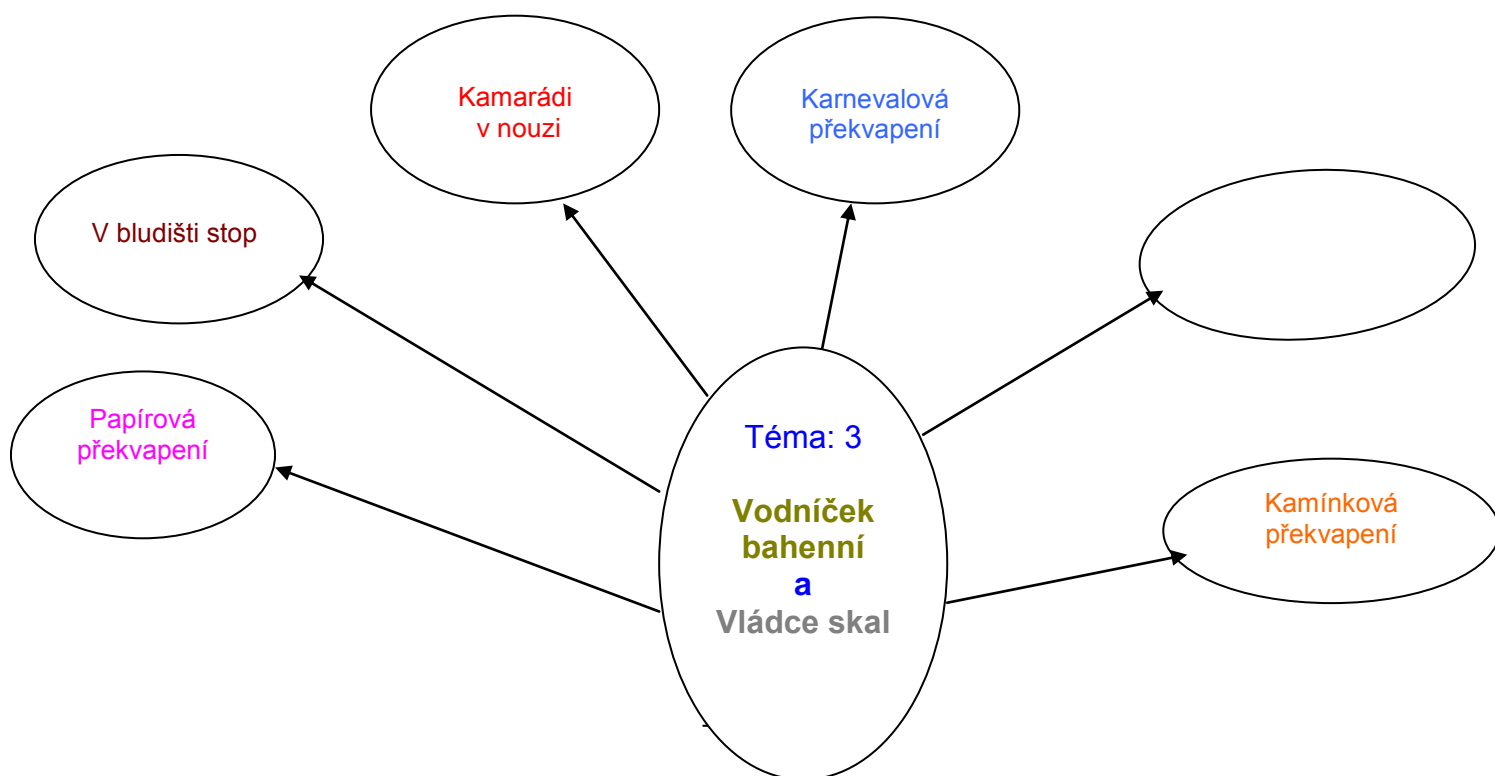 Kamarádi
v nouzi
Karnevalová
překvapení
V bludišti stop
Papírová
překvapení
Téma: 3
Vodníček
bahenní
a
Vládce skal
Kamínková
překvapení